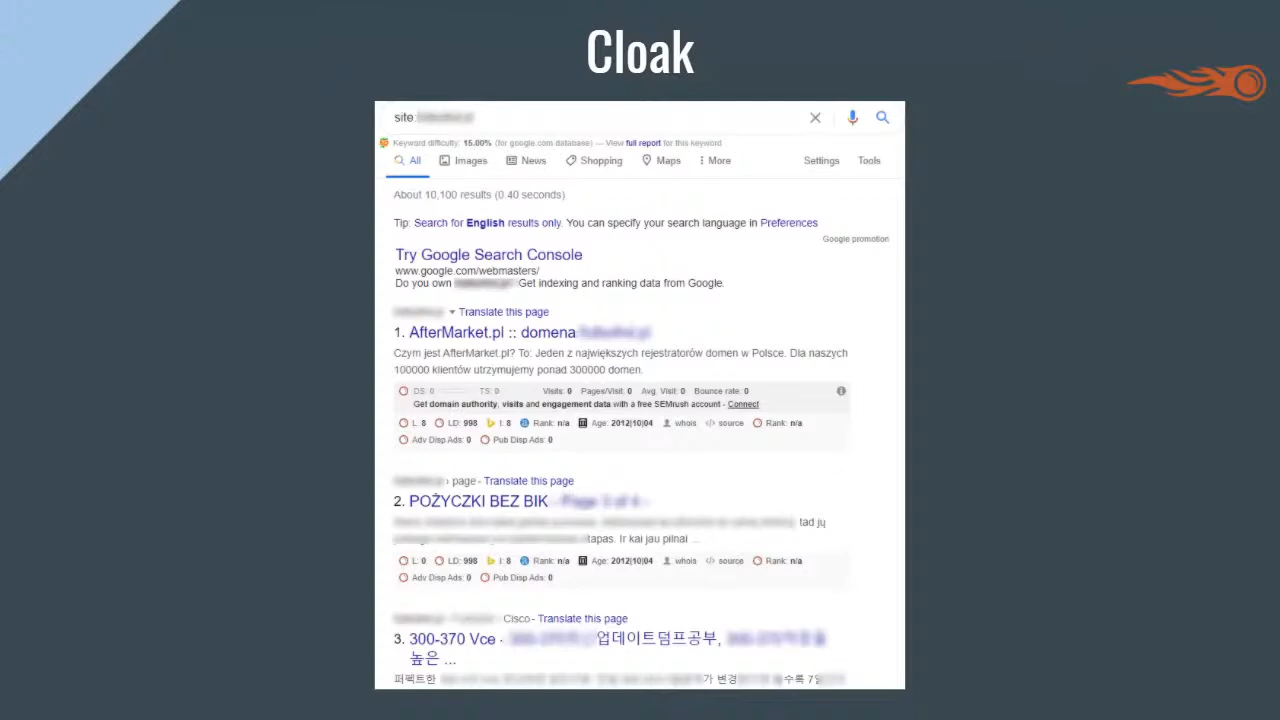 Cloak
site:
Keyword difficulty: 15.00% (for google.com database) — View full report for this keyword
All Images News Shopping Maps More Settings Tools
About 10,100 results (0.40 seconds)
Tip: Search for English results only. You can specify your search language in Preferences
Google promotion
Try Google Search Console
www.google.com/webmasters/
Do you own Get indexing and ranking data from Google.
Translate this page
1. AfterMarket.pl :: domena
Czym jest AfterMarket.pl? To: Jeden z największych rejestratorów domen w Polsce. Dla naszych
100000 klientów utrzymujemy ponad 300000 domen.
DS: 0 TS: 0 Visits: 0 Pages/Visit: 0 Avg. Visit: 0 Bounce rate: 0
Get domain authority, visits and engagement data with a free SEMrush account - Connect
L: 8 LD: 998 I: 8 Rank: n/a Age: 2012|10|04 whois source Rank: n/a
Adv Disp Ads: 0 Pub Disp Ads: 0
› page - Translate this page
2. POŻYCZKI BEZ BIK
tad jų
tapas. Ir kai jau pilnai ...
L: 0 LD: 998 I: 8 Rank: n/a Age: 2012|10|04 whois source Rank: n/a
Adv Disp Ads: 0 Pub Disp Ads: 0
Cisco - Translate this page
3. 300-370 Vce - 업데이트덤프공부,
높은 ...
퍼펙트한 가 변경 수록 7일